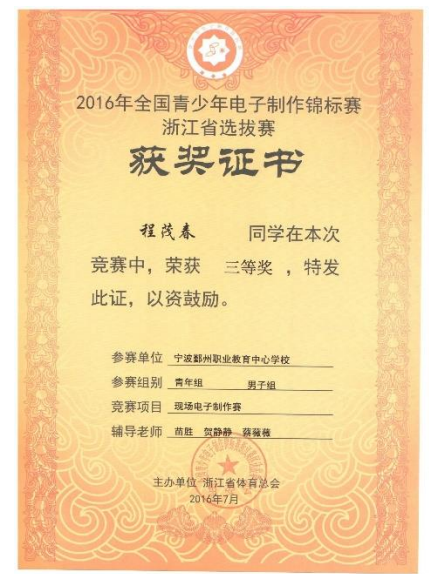 2016年全国青少年电子制作锦标赛
浙江省选拔赛
获奖证书
程茂春 同学在本次
竞赛中，荣获 三等奖 ，特发
此证，以资鼓励。
参赛单位 宁波鄞州职业教育中心学校
参赛组别 青年组 男子组
竞赛项目 现场电子制作赛
辅导老师 苗胜 贺静静 蔡薇薇
主办单位 浙江省体育总会
2016年7月